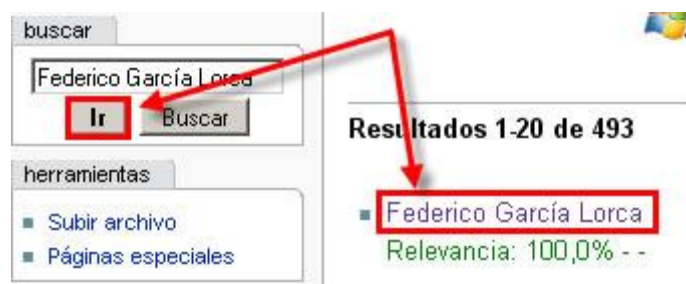 buscar
Federico García Lorca
Ir Buscar
herramientas
Subir archivo
Páginas especiales
Resultados 1-20 de 493
Federico García Lorca
Relevancia: 100,0% - -